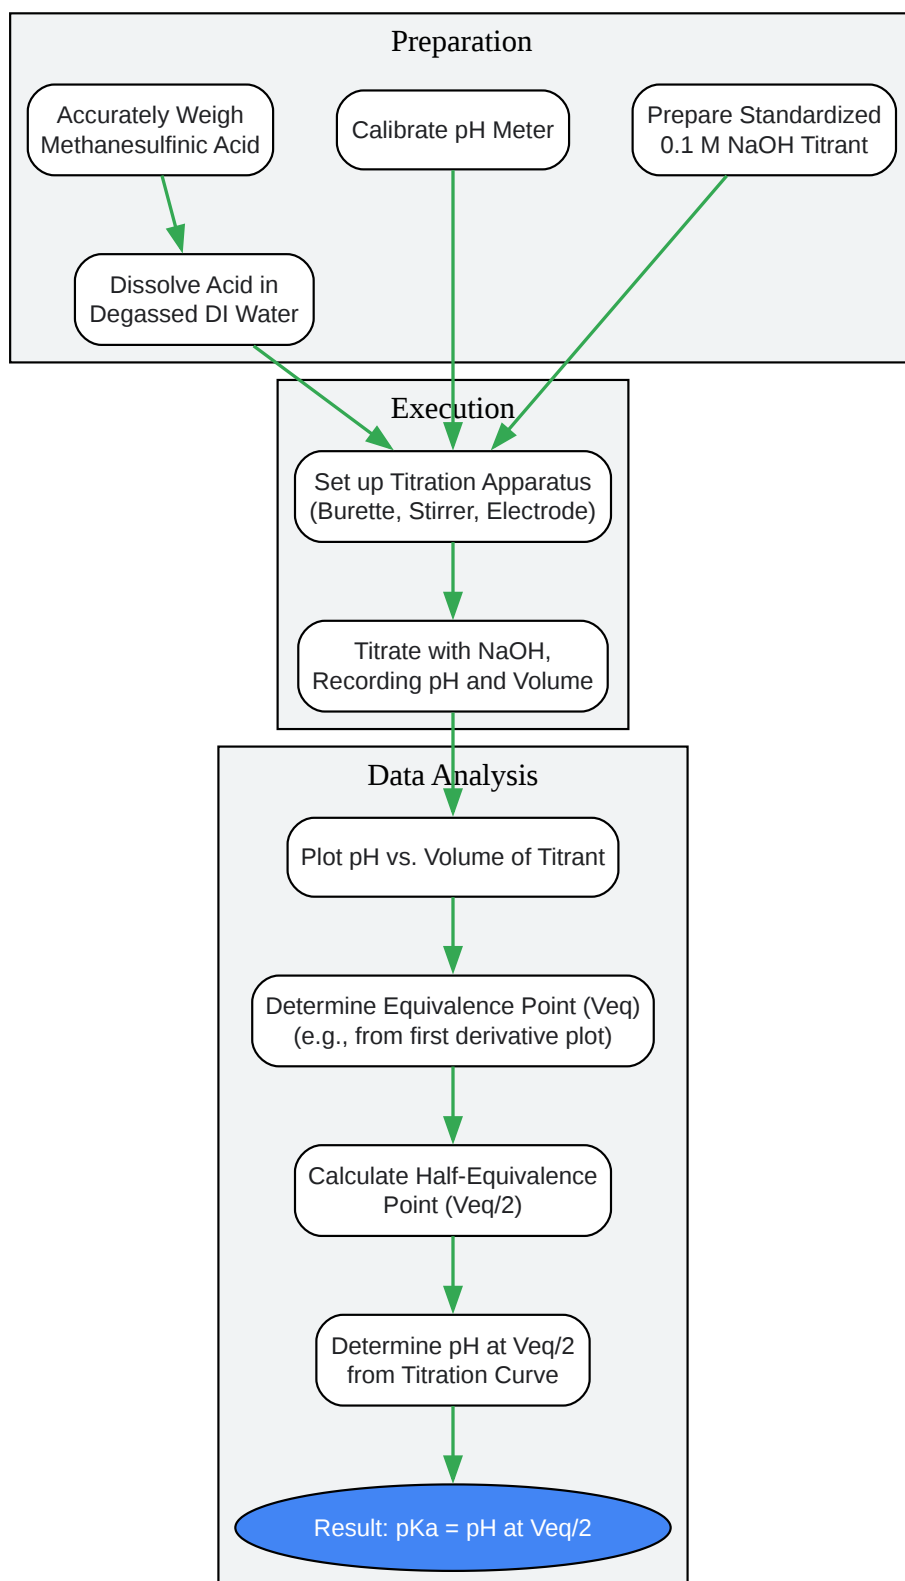 Preparation
Accurately Weigh
Methanesulfinic Acid
Calibrate pH Meter
Prepare Standardized
0.1 M NaOH Titrant
Dissolve Acid in
Degassed DI Water
Execution
Set up Titration Apparatus
(Burette, Stirrer, Electrode)
Titrate with NaOH,
Recording pH and Volume
Data Analysis
Plot pH vs. Volume of Titrant
Determine Equivalence Point (Veq)
(e.g., from first derivative plot)
Calculate Half-Equivalence
Point (Veq/2)
Determine pH at Veq/2
from Titration Curve
Result: pKa = pH at Veq/2